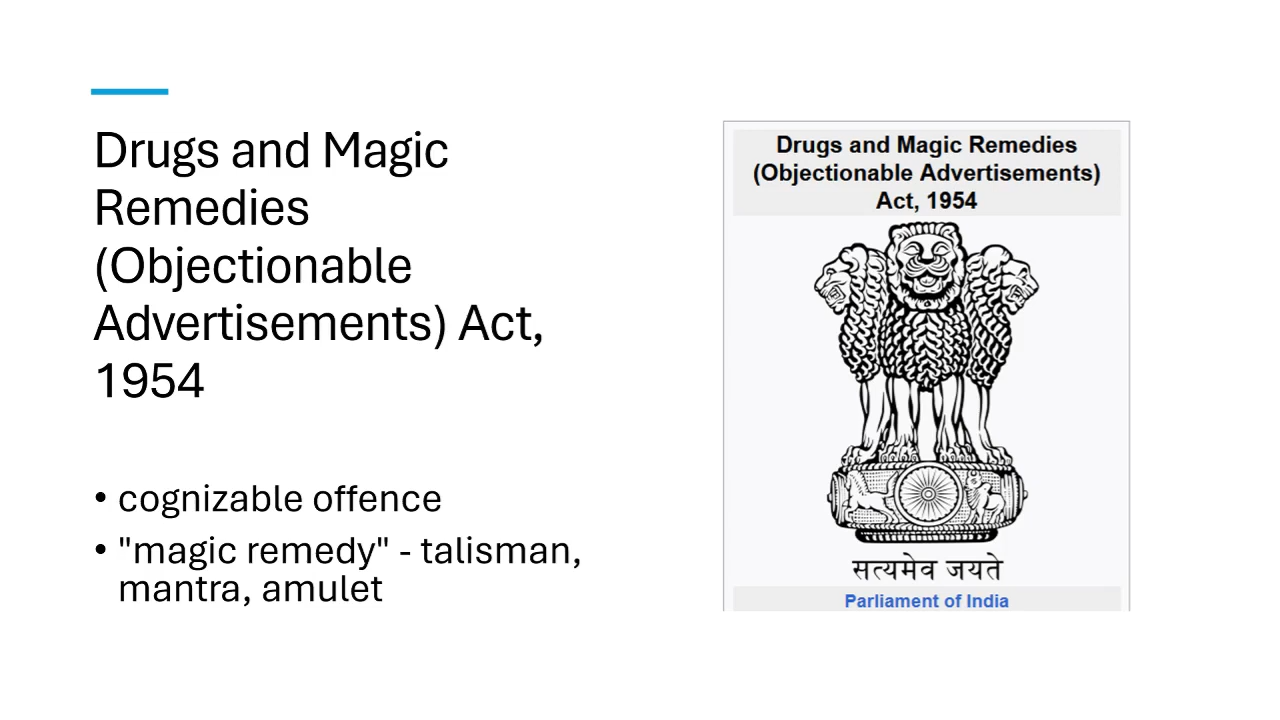 Drugs and Magic
Remedies
(Objectionable
Advertisements) Act,
1954
• cognizable offence
• "magic remedy" - talisman,
mantra, amulet
Drugs and Magic Remedies
(Objectionable Advertisements)
Act, 1954
सत्यमेव जयते
Parliament of India